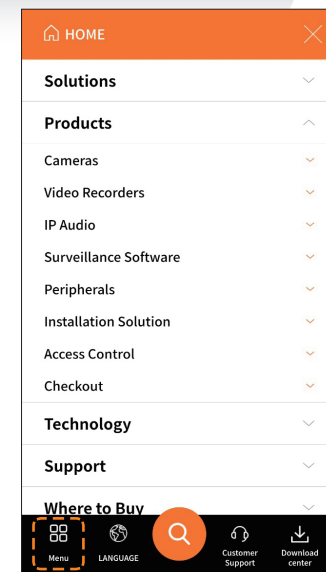 HOME
Solutions
Products
Cameras
Video Recorders
IP Audio
Surveillance Software
Peripherals
Installation Solution
Access Control
Checkout
Technology
Support
Where to Buy
Menu
LANGUAGE
Customer
Support
Download
center